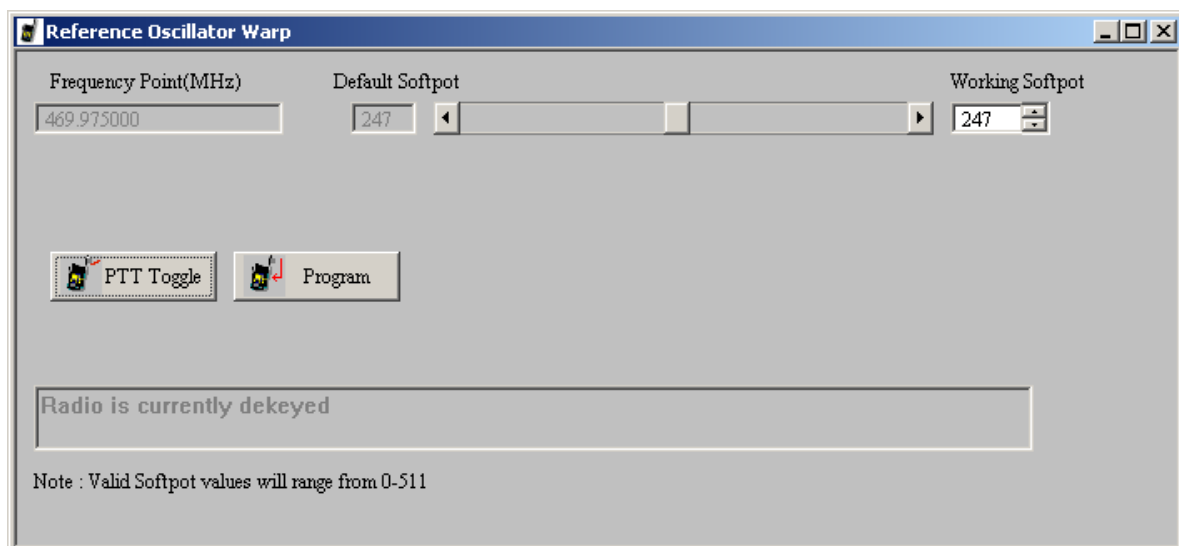 Reference Oscillator Warp
Frequency Point(MHz) Default Softpot Working Softpot
469.975000 247 247
PTT Toggle Program
Radio is currently dekeyed
Note : Valid Softpot values will range from 0-511